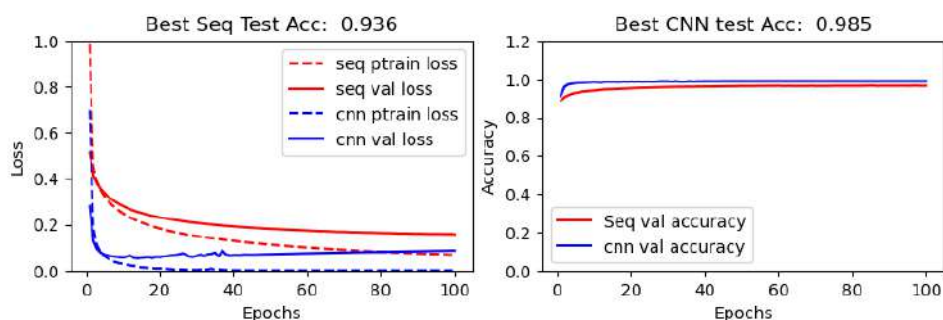 Best Seq Test Acc: 0.936
1.0
0.8
0.6
0.4
0.2
0.0
Loss
seq ptrain loss
seq val loss
cnn ptrain loss
cnn val loss
0 20 40 60 80 100
Epochs
Best CNN test Acc: 0.985
1.2
1.0
0.8
0.6
0.4
0.2
0.0
Accuracy
Seq val accuracy
cnn val accuracy
0 20 40 60 80 100
Epochs